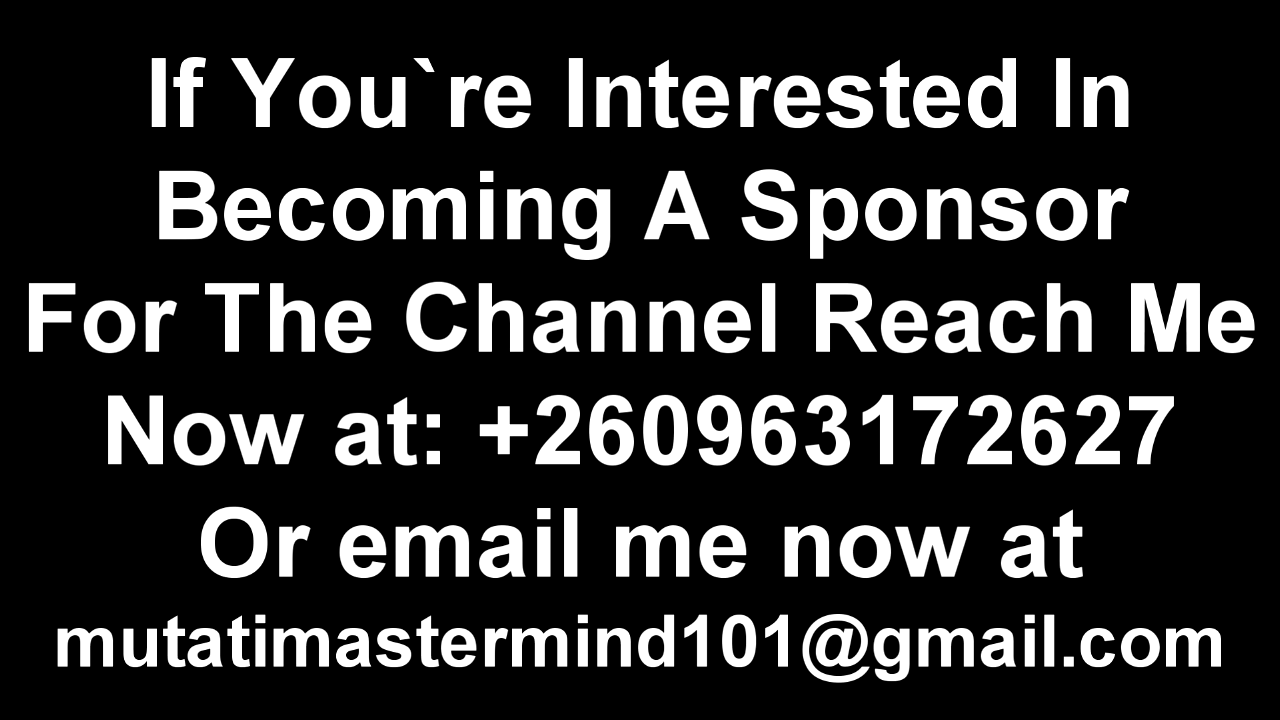 If You`re Interested In
Becoming A Sponsor
For The Channel Reach Me
Now at: +260963172627
Or email me now at
mutatimastermind101@gmail.com